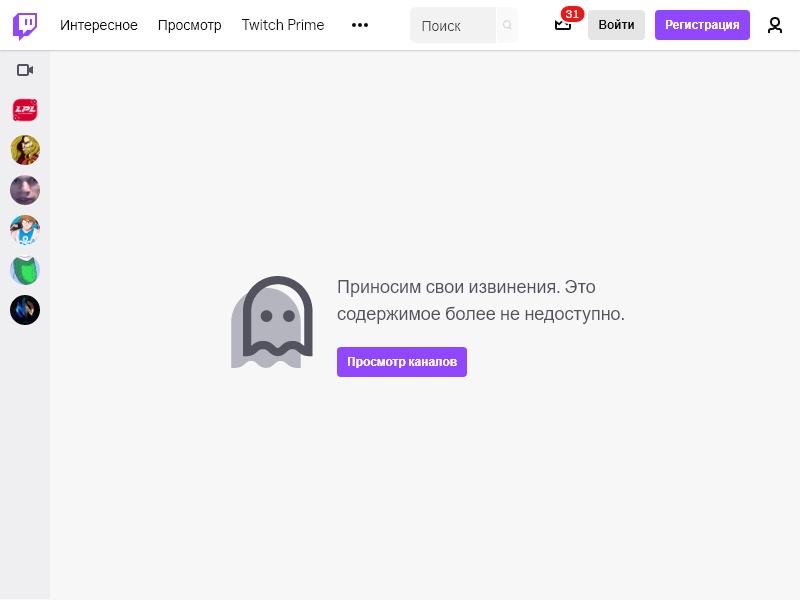 Интересное Просмотр Twitch Prime ••• Поиск 31 Войти Регистрация
LPL
Приносим свои извинения. Это
содержимое более не недоступно.
Просмотр каналов